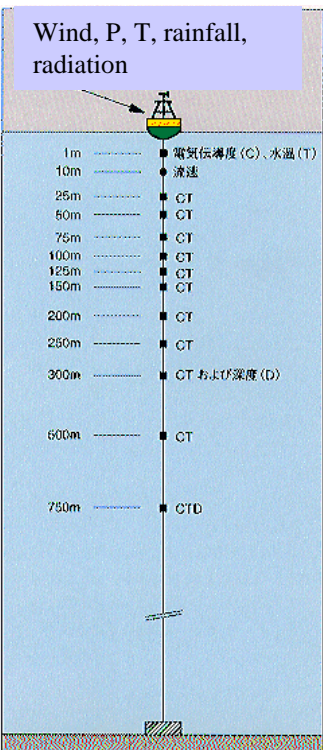 Wind, P, T, rainfall,
radiation
1m 電気伝導度(C)、水温(T)
10m 流速
25m CT
50m CT
75m CT
100m CT
125m CT
150m CT
200m CT
250m CT
300m CT および深度(D)
500m CT
750m CTD